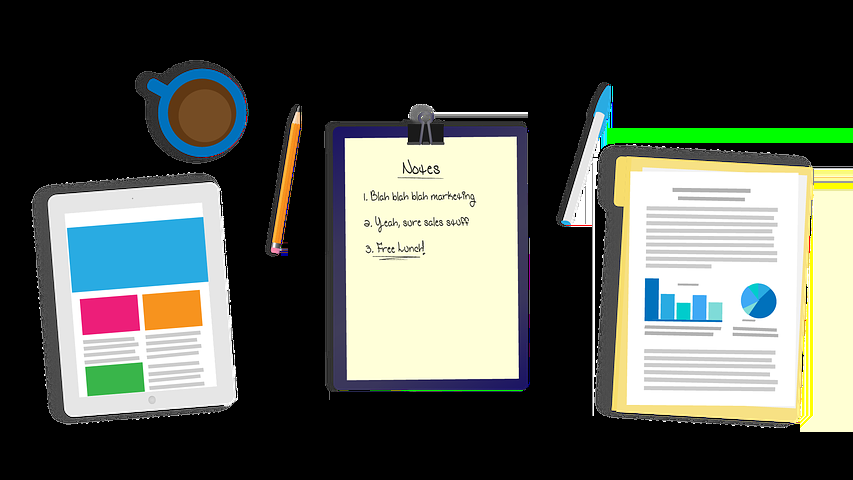 Notes
1. Blah blah blah marketing
2. Yeah, sure sales stuff
3. Free Lunch!